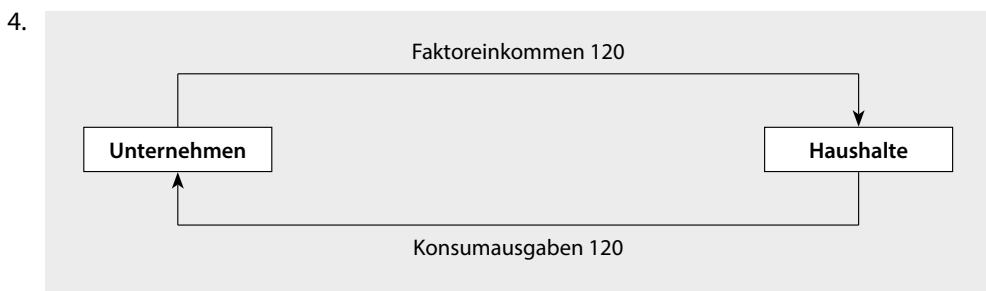 4.
Faktoreinkommen 120
Unternehmen
Haushalte
Konsumausgaben 120